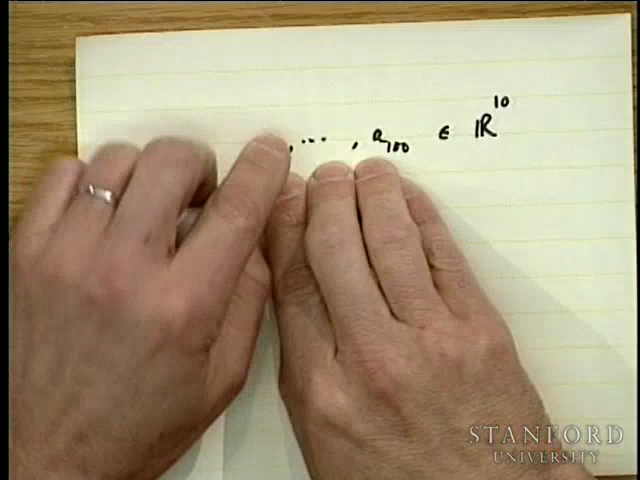 , ... , a₁₀₀ ∈ ℝ¹⁰
STANFORD
UNIVERSITY